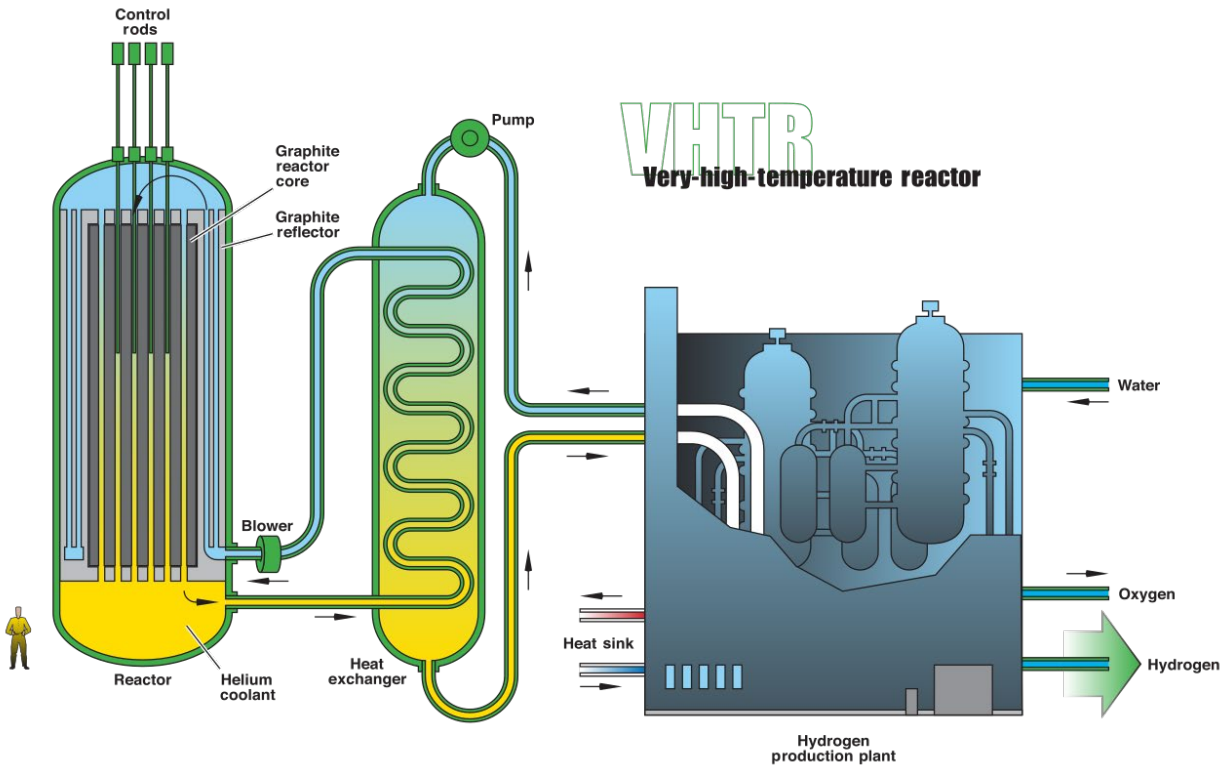 Control
rods
Pump
VHTR
Very-high-temperature reactor
Graphite
reactor
core
Graphite
reflector
Water
Blower
Oxygen
Heat sink
Hydrogen
Reactor
Helium
coolant
Heat
exchanger
Hydrogen
production plant